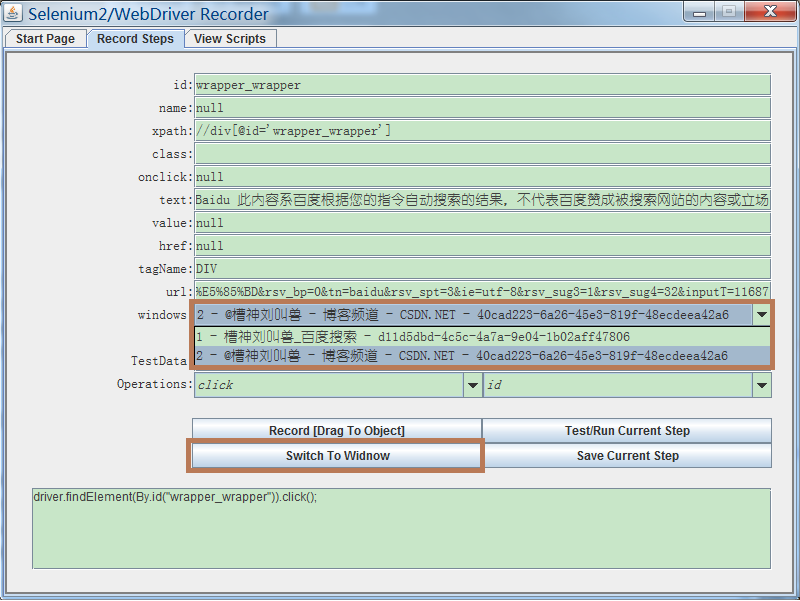 Selenium2/WebDriver Recorder
Start Page Record Steps View Scripts
id: wrapper_wrapper
name: null
xpath: //div[@id='wrapper_wrapper']
class:
onclick: null
text: Baidu 此内容系百度根据您的指令自动搜索的结果，不代表百度赞成被搜索网站的内容或立场
value: null
href: null
tagName: DIV
url: %E5%85%BD&rsv_bp=0&tn=baidu&rsv_spt=3&ie=utf-8&rsv_sug3=1&rsv_sug4=32&inputT=11687
windows: 2 - @槽神刘叫兽 - 博客频道 - CSDN.NET - 40cad223-6a26-45e3-819f-48ecdeea42a6
1 - 槽神刘叫兽_百度搜索 - d11d5dbd-4c5c-4a7a-9e04-1b02aff47806
TestData 2 - @槽神刘叫兽 - 博客频道 - CSDN.NET - 40cad223-6a26-45e3-819f-48ecdeea42a6
Operations: click id
Record [Drag To Object] Test/Run Current Step
Switch To Widnow Save Current Step
driver.findElement(By.id("wrapper_wrapper")).click();